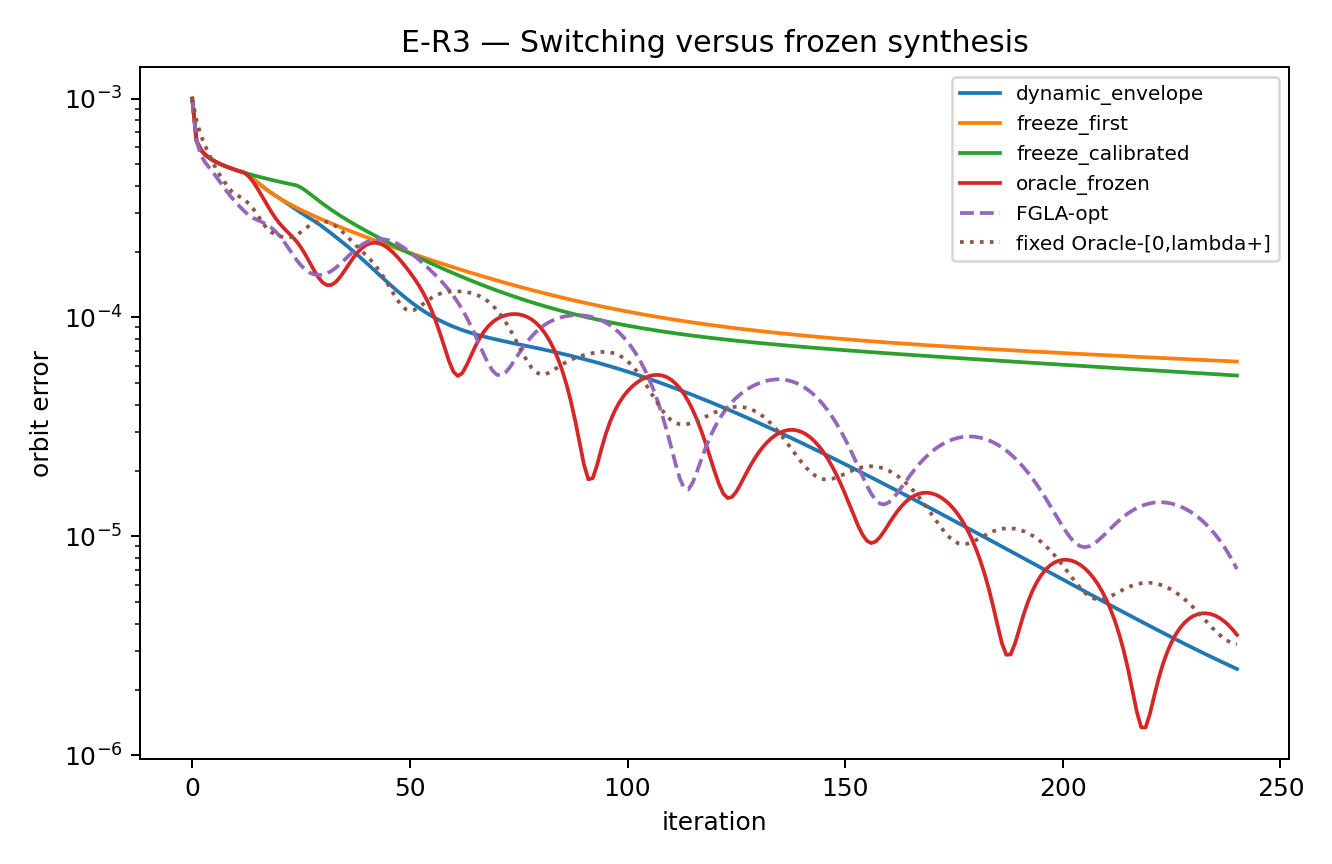 E-R3 — Switching versus frozen synthesis
10⁻³
10⁻⁴
10⁻⁵
10⁻⁶
orbit error
dynamic_envelope
freeze_first
freeze_calibrated
oracle_frozen
FGLA-opt
fixed Oracle-[0,lambda+]
0 50 100 150 200 250
iteration